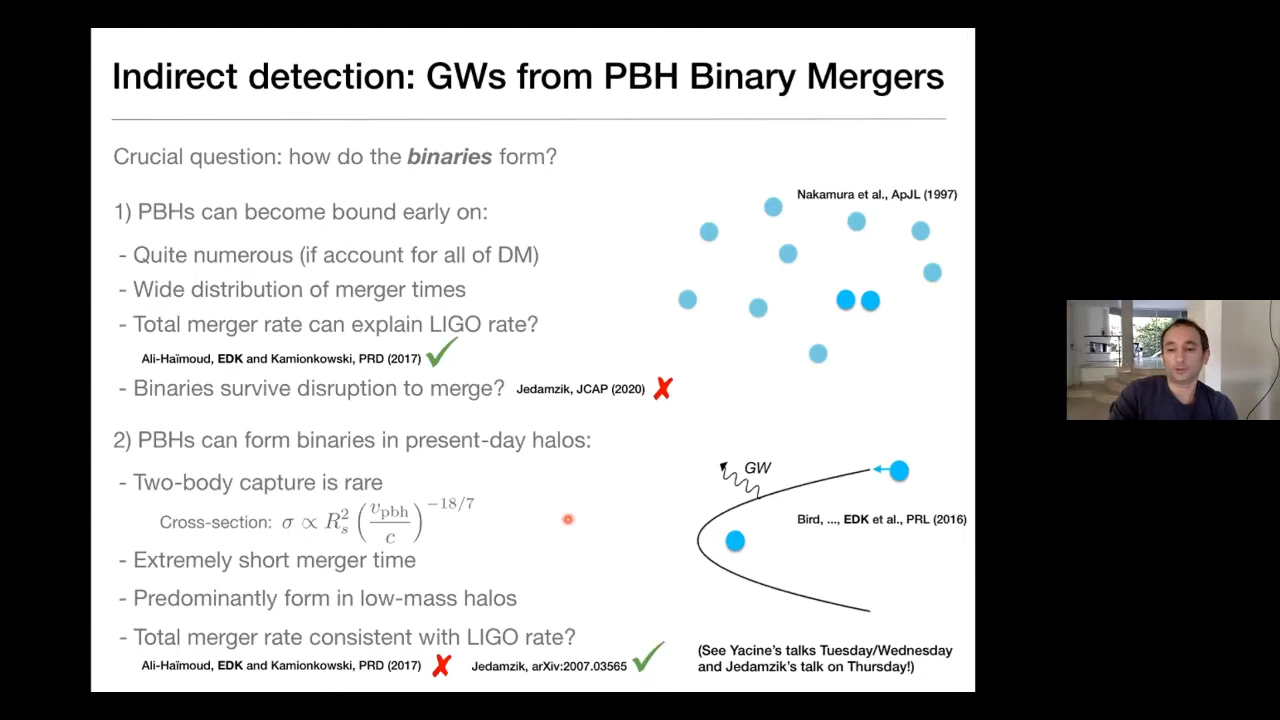 Indirect detection: GWs from PBH Binary Mergers
Crucial question: how do the binaries form?
Nakamura et al., ApJL (1997)
1) PBHs can become bound early on:
- Quite numerous (if account for all of DM)
- Wide distribution of merger times
- Total merger rate can explain LIGO rate?
Ali-Haïmoud, EDK and Kamionkowski, PRD (2017)
- Binaries survive disruption to merge? Jedamzik, JCAP (2020)
2) PBHs can form binaries in present-day halos:
GW
- Two-body capture is rare
Cross-section: σ ∝ R_s^2 (v_pbh / c)^{-18/7}
Bird, ..., EDK et al., PRL (2016)
- Extremely short merger time
- Predominantly form in low-mass halos
- Total merger rate consistent with LIGO rate?
Ali-Haïmoud, EDK and Kamionkowski, PRD (2017) Jedamzik, arXiv:2007.03565
(See Yacine's talks Tuesday/Wednesday
and Jedamzik's talk on Thursday!)